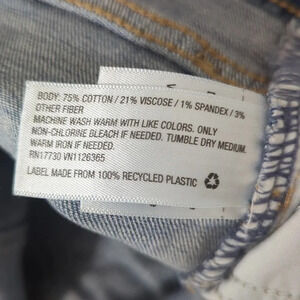 BODY: 75% COTTON / 21% VISCOSE / 1% SPANDEX / 3%
OTHER FIBER
MACHINE WASH WARM WITH LIKE COLORS. ONLY
NON-CHLORINE BLEACH IF NEEDED. TUMBLE DRY MEDIUM.
WARM IRON IF NEEDED.
RN17730 VN1126365
LABEL MADE FROM 100% RECYCLED PLASTIC